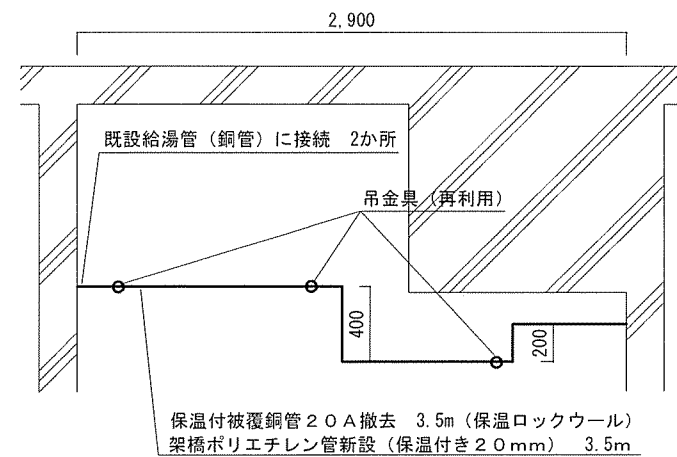 2,900
既設給湯管（銅管）に接続　2か所
吊金具（再利用）
400
200
保温付被覆銅管２０Ａ撤去　3.5m（保温ロックウール）
架橋ポリエチレン管新設（保温付き２０ｍｍ）　3.5ｍ